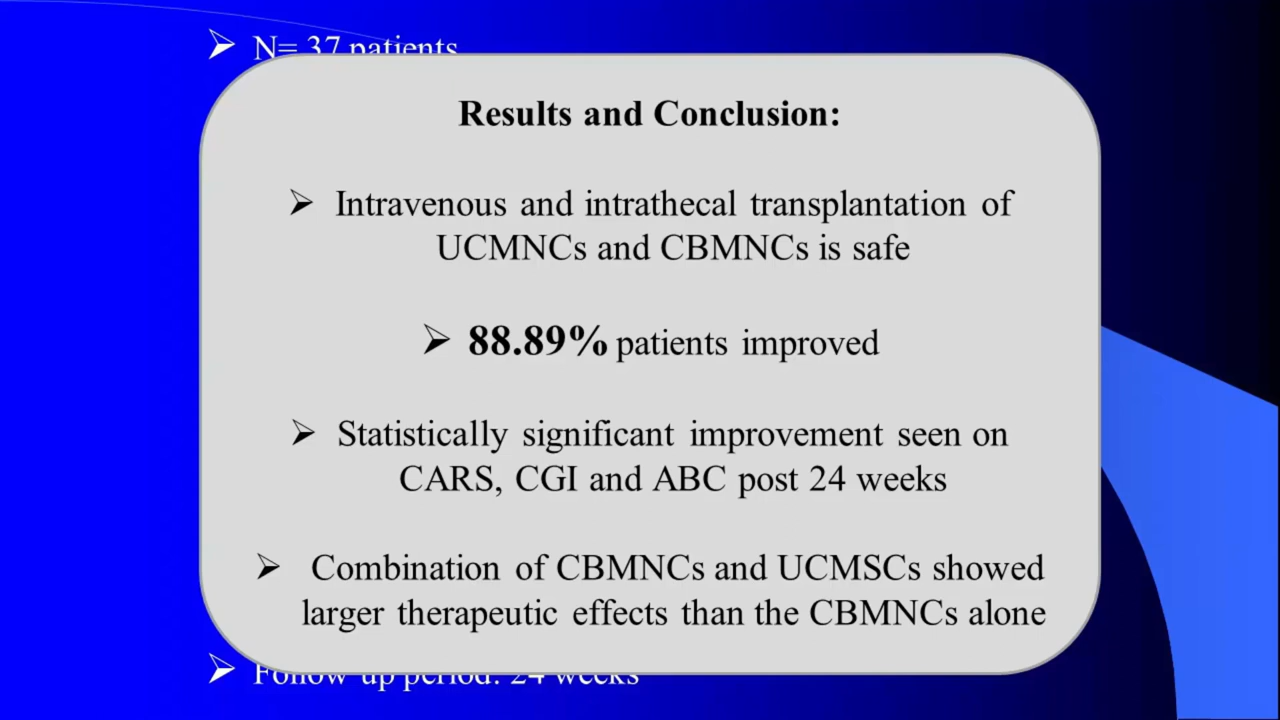 ➢ N= 37 patients
Results and Conclusion:
➢ Intravenous and intrathecal transplantation of
UCMNCs and CBMNCs is safe
➢ 88.89% patients improved
➢ Statistically significant improvement seen on
CARS, CGI and ABC post 24 weeks
➢ Combination of CBMNCs and UCMSCs showed
larger therapeutic effects than the CBMNCs alone
➢ Follow up period: 24 weeks